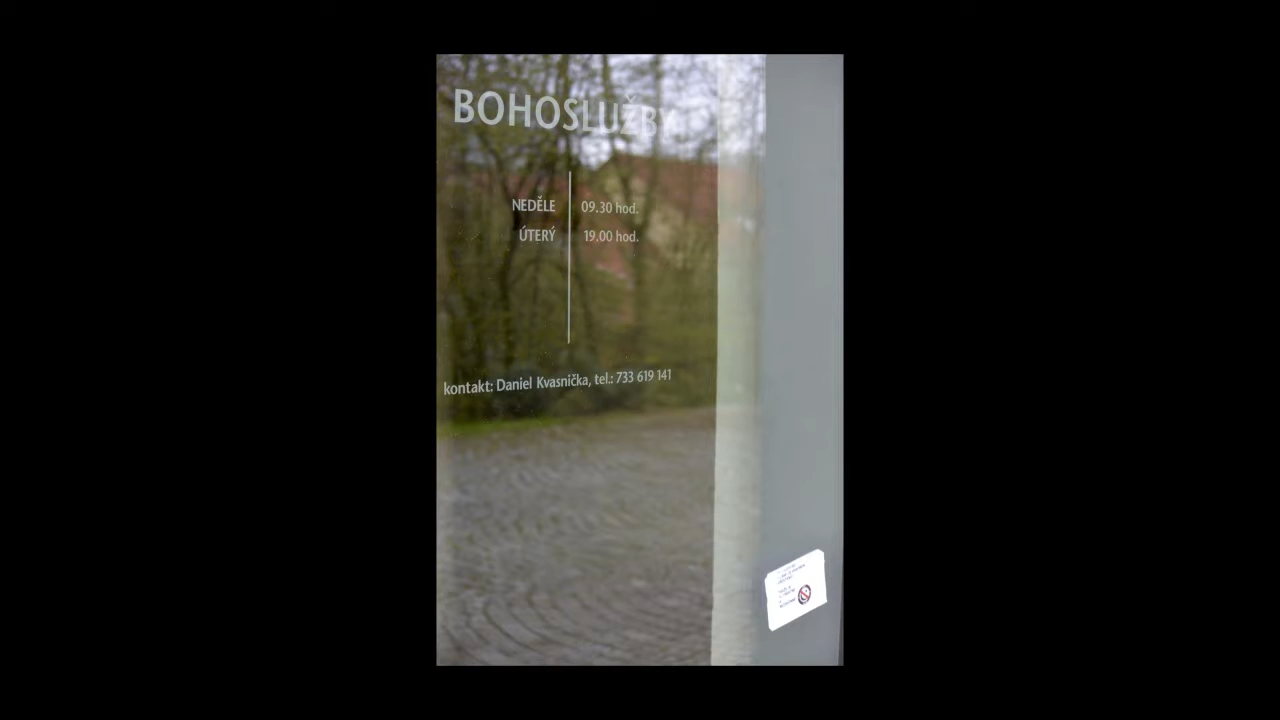 BOHOSLUŽBY
NEDĚLE 09.30 hod.
ÚTERÝ 19.00 hod.
kontakt: Daniel Kvasnička, tel.: 733 619 141